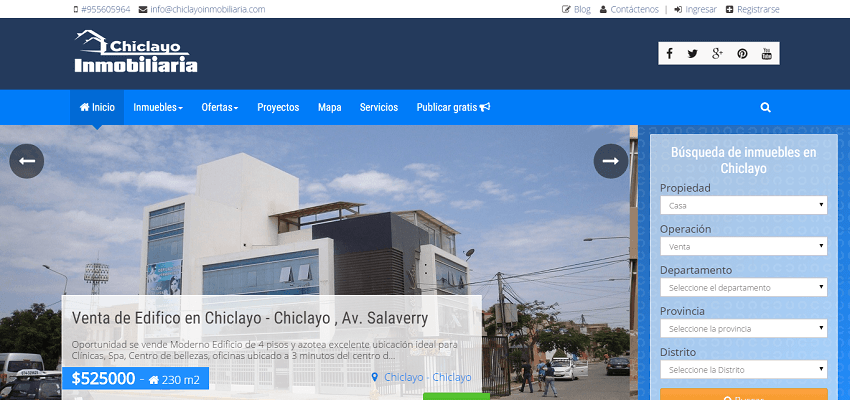 #955605964 info@chiclayoinmobiliaria.com Blog Contáctenos | Ingresar Registrarse
Chiclayo
Inmobiliaria
Inicio Inmuebles Ofertas Proyectos Mapa Servicios Publicar gratis
Búsqueda de inmuebles en
Chiclayo
Propiedad
Casa
Operación
Venta
Departamento
Seleccione el departamento
Provincia
Seleccione la provincia
Distrito
Seleccione la Distrito
Venta de Edifico en Chiclayo - Chiclayo , Av. Salaverry
Oportunidad se vende Moderno Edificio de 4 pisos y azotea excelente ubicación ideal para
Clínicas, Spa, Centro de bellezas, oficinas ubicado a 3 minutos del centro d...
$525000 - 230 m2 Chiclayo - Chiclayo